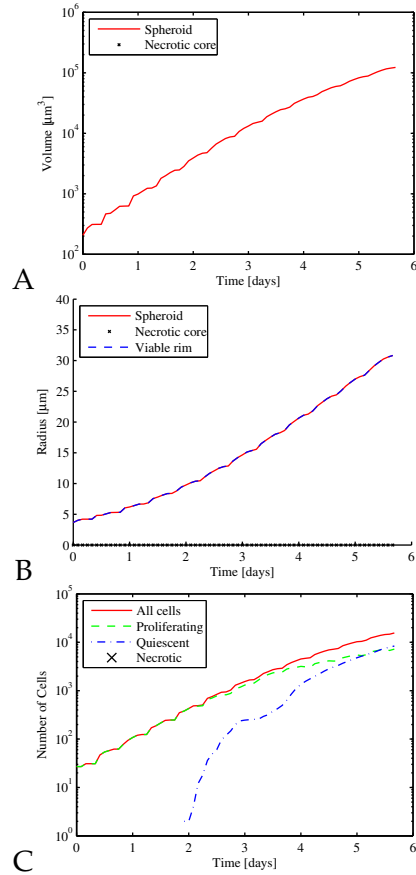 10^6
10^5
10^4
10^3
10^2
Volume [μm^3]
Spheroid
Necrotic core
0 1 2 3 4 5 6
Time [days]
A
40
35
30
25
20
15
10
5
0
Radius [μm]
Spheroid
Necrotic core
Viable rim
0 1 2 3 4 5 6
Time [days]
B
10^5
10^4
10^3
10^2
10^1
10^0
Number of Cells
All cells
Proliferating
Quiescent
Necrotic
0 1 2 3 4 5 6
Time [days]
C